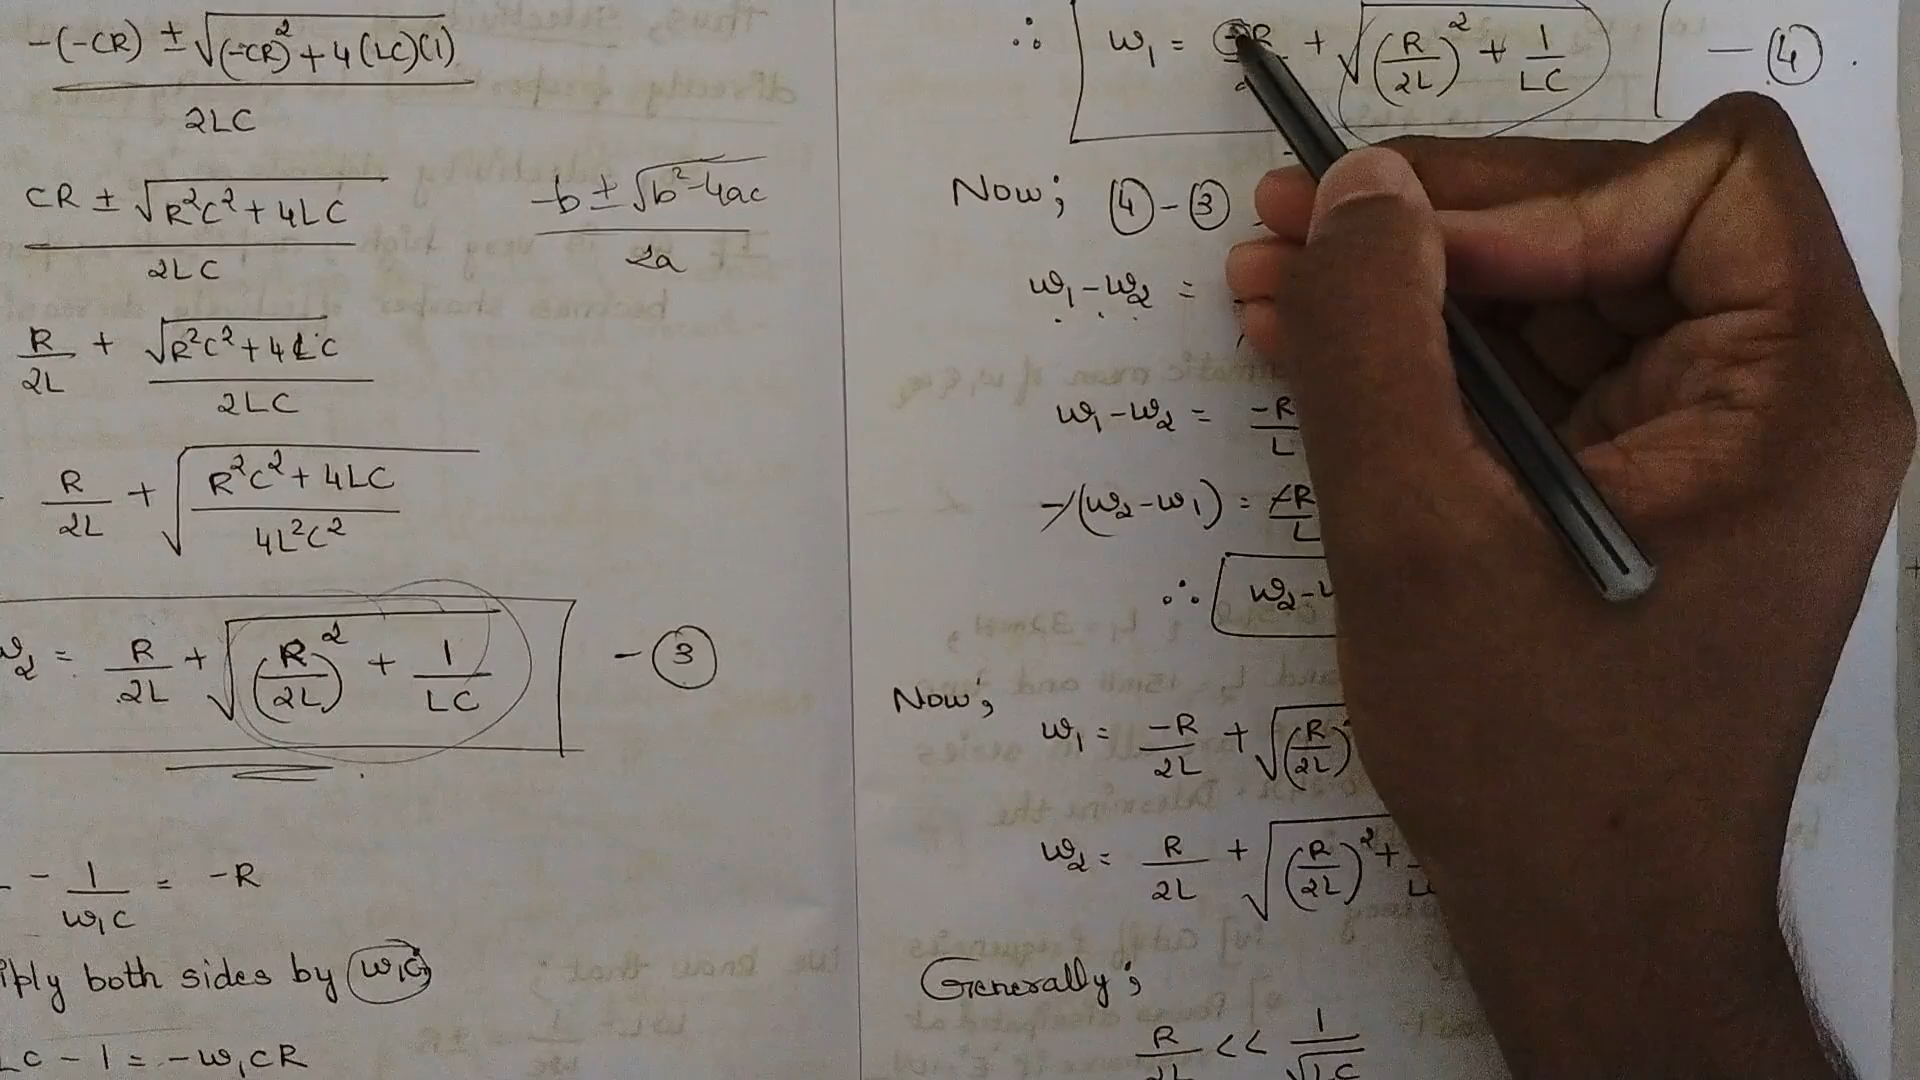 -(-CR) ± √(-CR)² + 4(LC)(1)
2LC
CR ± √R²C² + 4LC
2LC
-b ± √b² - 4ac
2a
R/2L + √R²C² + 4LC
2LC
R/2L + √R²C² + 4LC / 4L²C²
ω₂ = R/2L + √(R/2L)² + 1/LC - ③
- 1/ω₁C = -R
iply both sides by ω₁C
LC - 1 = -ω₁CR
∴ ω₁ = -R + √(R/2L)² + 1/LC - ④.
Now; ④ - ③
ω₁ - ω₂ =
ω₁ - ω₂ = -R/L
-(ω₂ - ω₁) = -R/L
∴ ω₂ -
Now;
ω₁ = -R/2L + √(R/2L)
ω₂ = R/2L + √(R/2L)² +
Generally;
R/2L << 1/√LC